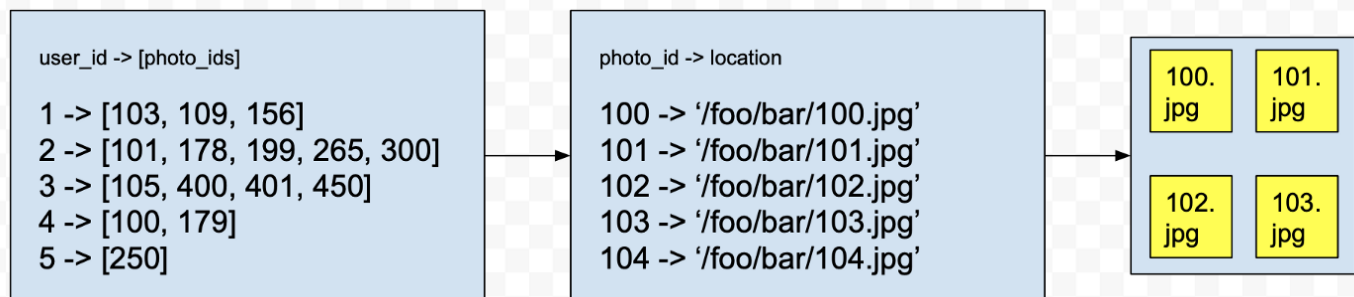 user_id -> [photo_ids]
1 -> [103, 109, 156]
2 -> [101, 178, 199, 265, 300]
3 -> [105, 400, 401, 450]
4 -> [100, 179]
5 -> [250]
photo_id -> location
100 -> ‘/foo/bar/100.jpg’
101 -> ‘/foo/bar/101.jpg’
102 -> ‘/foo/bar/102.jpg’
103 -> ‘/foo/bar/103.jpg’
104 -> ‘/foo/bar/104.jpg’
100.
jpg
101.
jpg
102.
jpg
103.
jpg